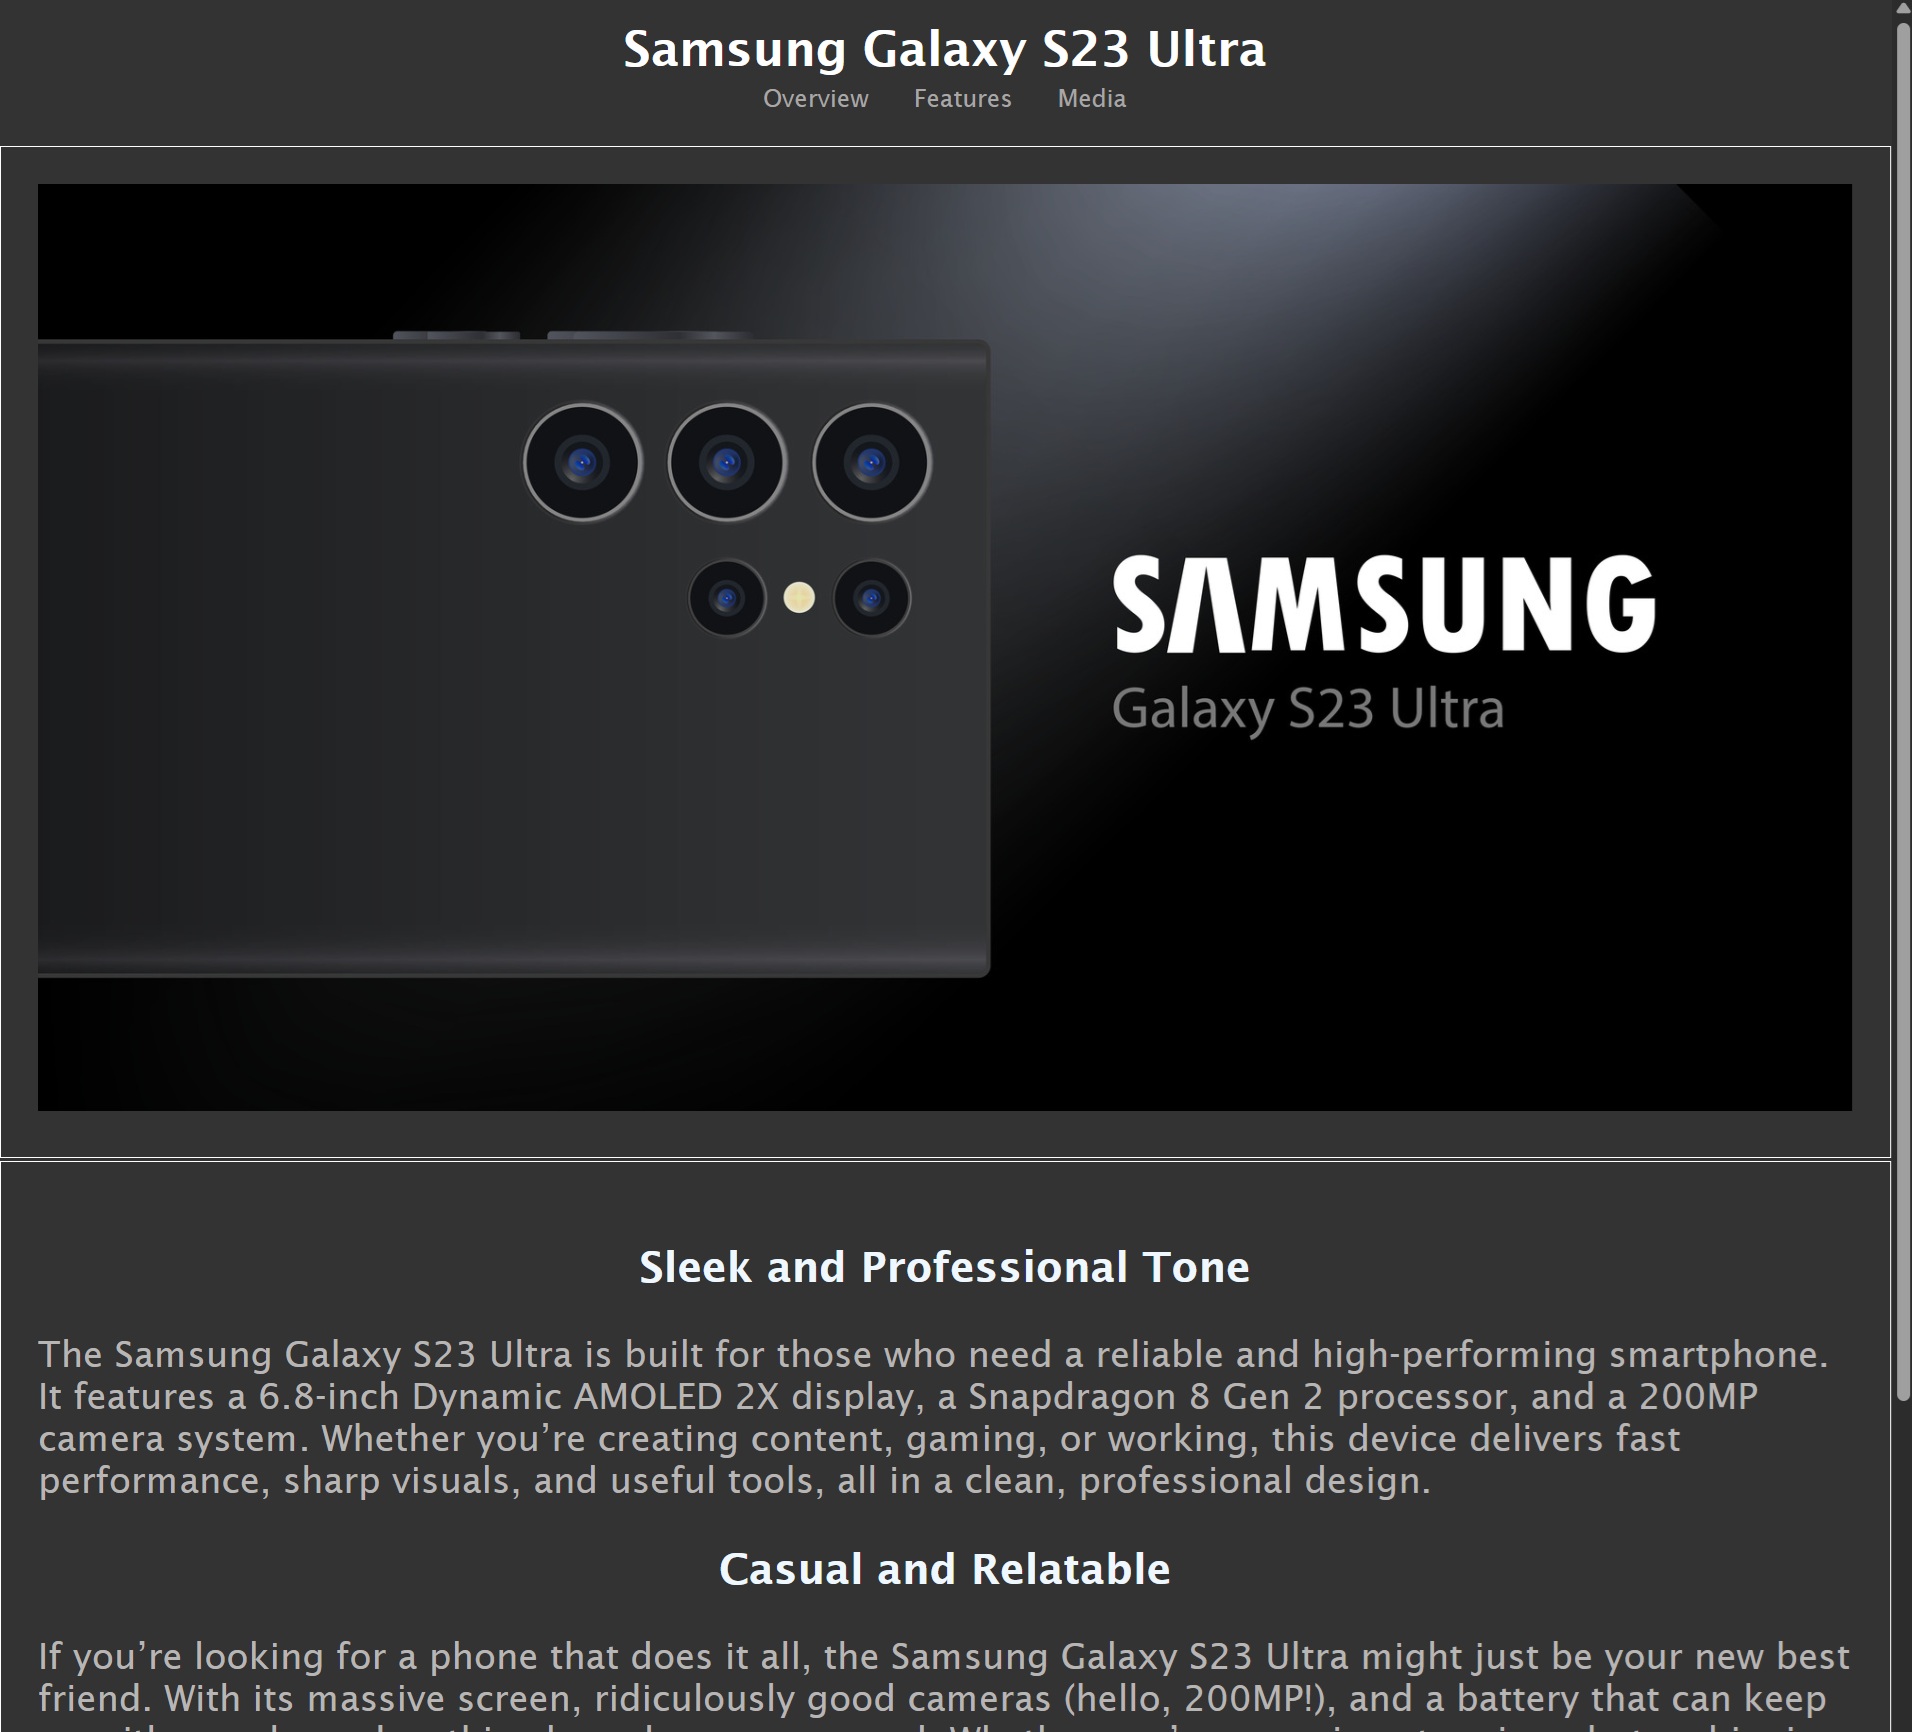 Samsung Galaxy S23 Ultra
Overview Features Media
SAMSUNG
Galaxy S23 Ultra
Sleek and Professional Tone
The Samsung Galaxy S23 Ultra is built for those who need a reliable and high-performing smartphone.
It features a 6.8-inch Dynamic AMOLED 2X display, a Snapdragon 8 Gen 2 processor, and a 200MP
camera system. Whether you’re creating content, gaming, or working, this device delivers fast
performance, sharp visuals, and useful tools, all in a clean, professional design.
Casual and Relatable
If you’re looking for a phone that does it all, the Samsung Galaxy S23 Ultra might just be your new best
friend. With its massive screen, ridiculously good cameras (hello, 200MP!), and a battery that can keep